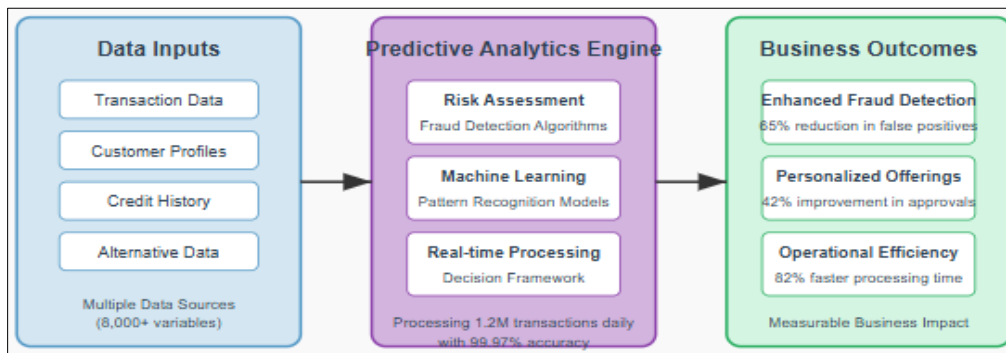 Data Inputs
Transaction Data
Customer Profiles
Credit History
Alternative Data
Multiple Data Sources
(8,000+ variables)
Predictive Analytics Engine
Risk Assessment
Fraud Detection Algorithms
Machine Learning
Pattern Recognition Models
Real-time Processing
Decision Framework
Processing 1.2M transactions daily
with 99.97% accuracy
Business Outcomes
Enhanced Fraud Detection
65% reduction in false positives
Personalized Offerings
42% improvement in approvals
Operational Efficiency
82% faster processing time
Measurable Business Impact